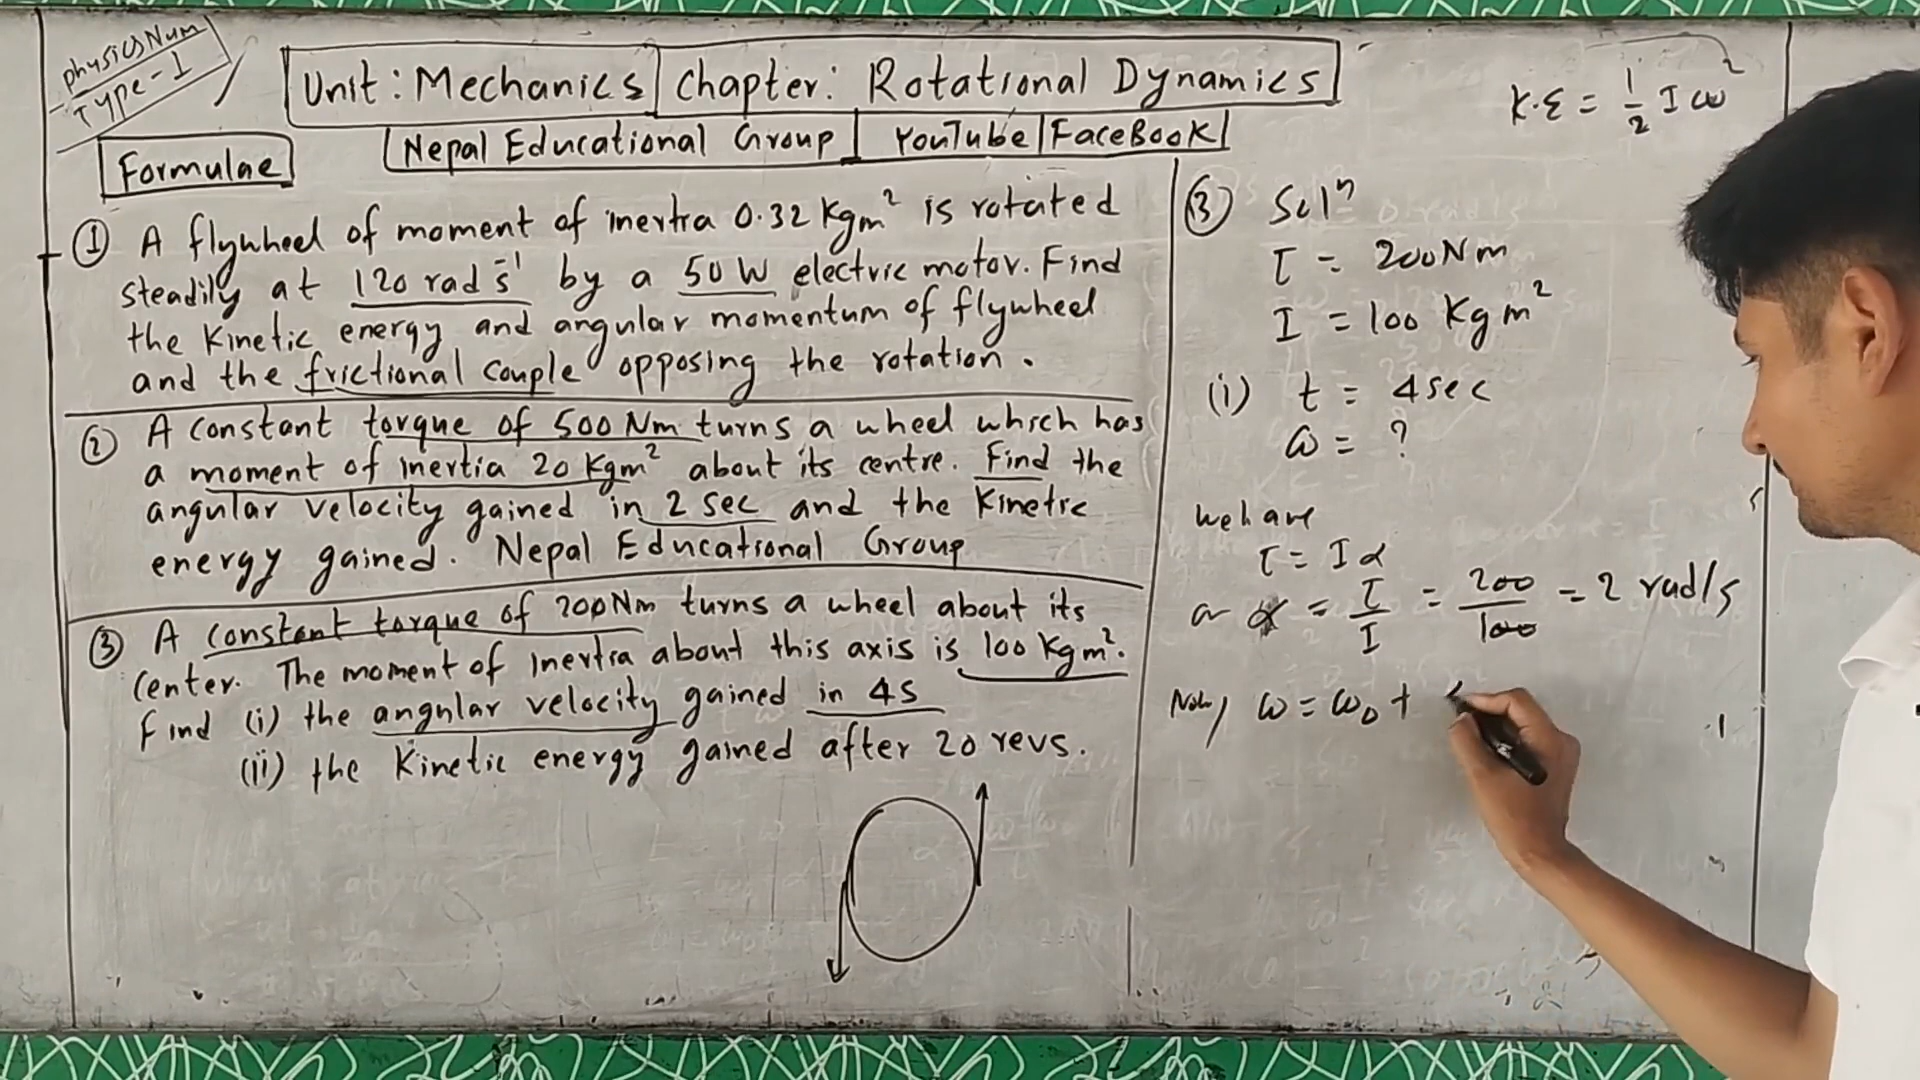 Physics Num
Type-1
Unit: Mechanics
Chapter: Rotational Dynamics
Nepal Educational Group
YouTube
FaceBook
Formulae
① A flywheel of moment of inertia 0.32 Kgm² is rotated
steadily at 120 rad s⁻¹ by a 50 W electric motor. Find
the Kinetic energy and angular momentum of flywheel
and the frictional couple opposing the rotation.
② A constant torque of 500 Nm turns a wheel which has
a moment of inertia 20 Kgm² about its centre. Find the
angular velocity gained in 2 sec and the Kinetic
energy gained. Nepal Educational Group
③ A constant torque of 200Nm turns a wheel about its
center. The moment of inertia about this axis is 100 Kgm².
Find (i) the angular velocity gained in 4s
(ii) the Kinetic energy gained after 20 revs.
K.E = 1/2 I ω²
③ Solⁿ
τ = 200Nm
I = 100 Kg m²
(i) t = 4 sec
ω = ?
we have
τ = I α
or α = τ/I = 200/100 = 2 rad/s
Now, ω = ω₀ +